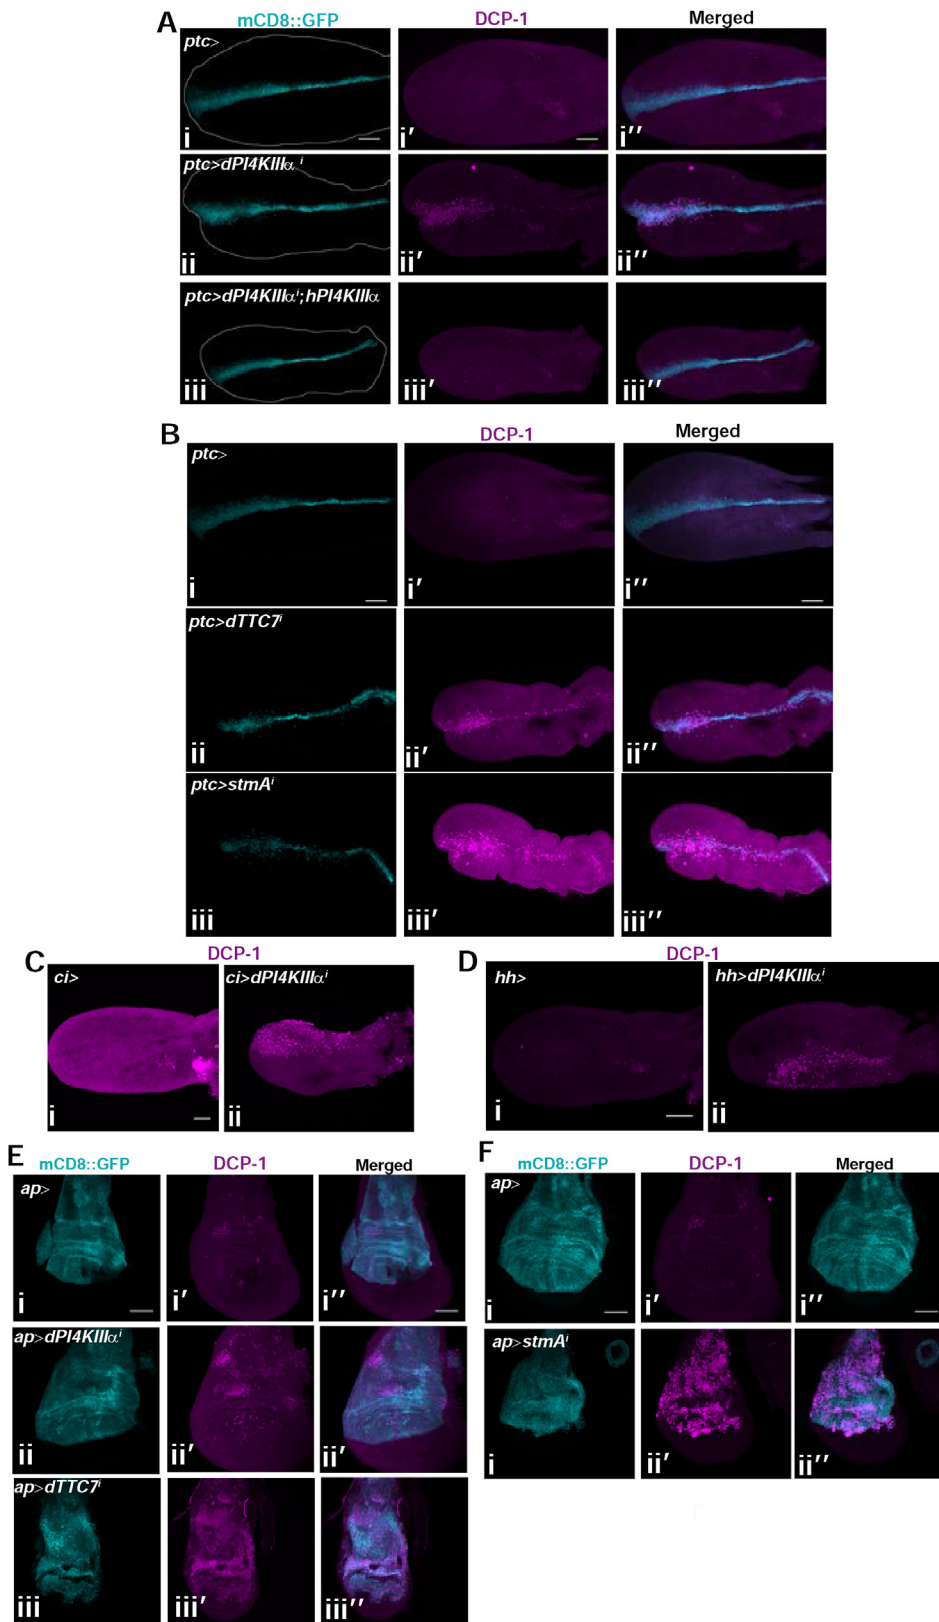 A
mCD8::GFP DCP-1 Merged
ptc>
i i′ i′′
ptc>dPI4KIIIα i
ii ii′ ii′′
ptc>dPI4KIIIαi;hPI4KIIIα
iii iii′ iii′′
B
DCP-1 Merged
ptc>
i i′ i′′
ptc>dTTC7i
ii ii′ ii′′
ptc>stmAi
iii iii′ iii′′
C
DCP-1
ci> ci>dPI4KIIIαi
i ii
D
DCP-1
hh> hh>dPI4KIIIαi
i ii
E
mCD8::GFP DCP-1 Merged
ap>
i i′ i′′
ap>dPI4KIIIαi
ii ii′ ii′′
ap>dTTC7i
iii iii′ iii′′
F
mCD8::GFP DCP-1 Merged
ap>
i i′ i′′
ap>stmAi
i ii′ ii′′